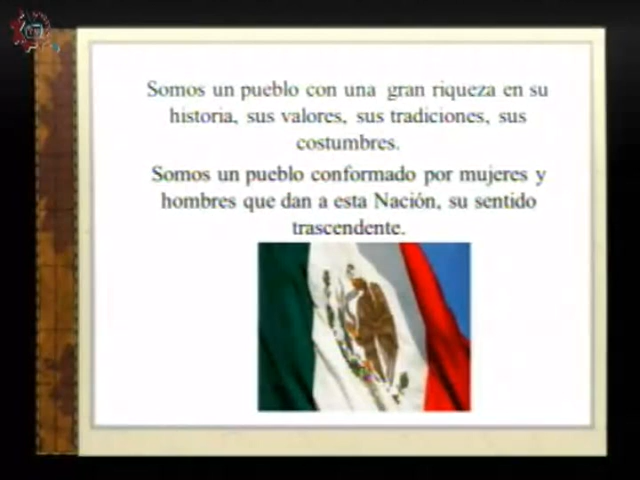 Somos un pueblo con una gran riqueza en su
historia, sus valores, sus tradiciones, sus
costumbres.
Somos un pueblo conformado por mujeres y
hombres que dan a esta Nación, su sentido
trascendente.